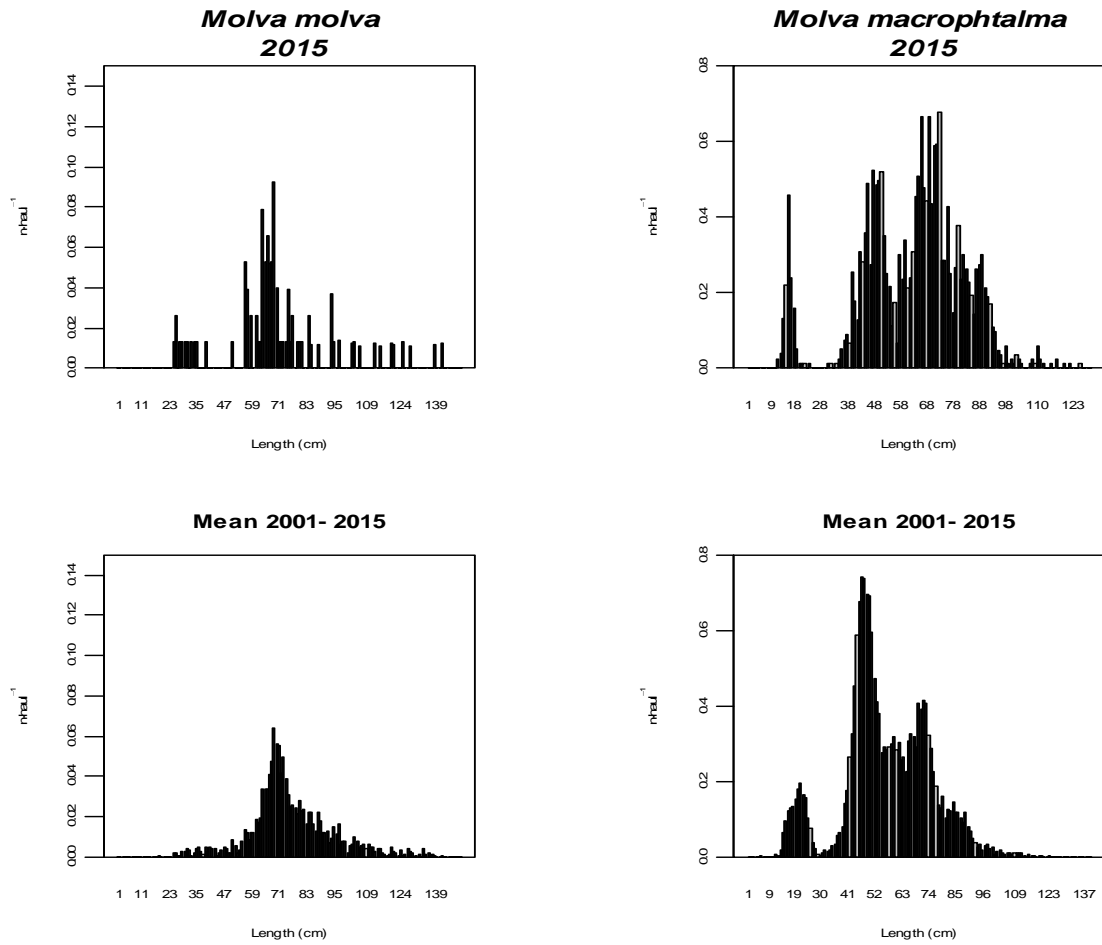 Molva molva
2015
0.00 0.02 0.04 0.06 0.08 0.10 0.12 0.14
n·haul⁻¹
1 11 23 35 47 59 71 83 95 109 124 139
Length (cm)
Molva macrophtalma
2015
0.0 0.2 0.4 0.6 0.8
n·haul⁻¹
1 9 18 28 38 48 58 68 78 88 98 110 123
Length (cm)
Mean 2001- 2015
0.00 0.02 0.04 0.06 0.08 0.10 0.12 0.14
n·haul⁻¹
1 11 23 35 47 59 71 83 95 109 124 139
Length (cm)
Mean 2001- 2015
0.0 0.2 0.4 0.6 0.8
n·haul⁻¹
1 9 19 30 41 52 63 74 85 96 109 123 137
Length (cm)